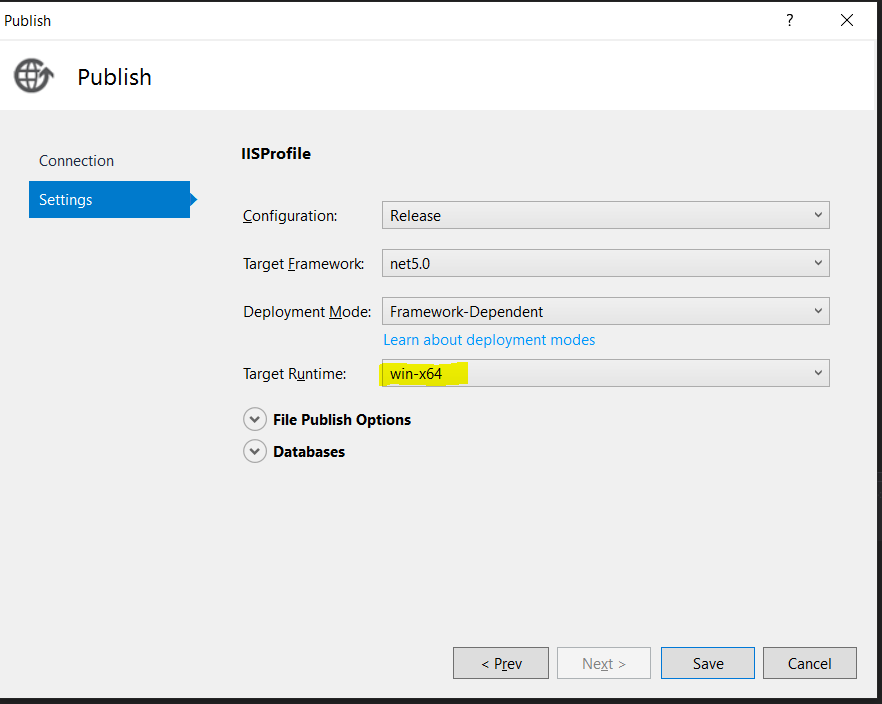 Publish
?
Publish
Connection
Settings
IISProfile
Configuration: Release
Target Framework: net5.0
Deployment Mode: Framework-Dependent
Learn about deployment modes
Target Runtime: win-x64
File Publish Options
Databases
< Prev Next > Save Cancel